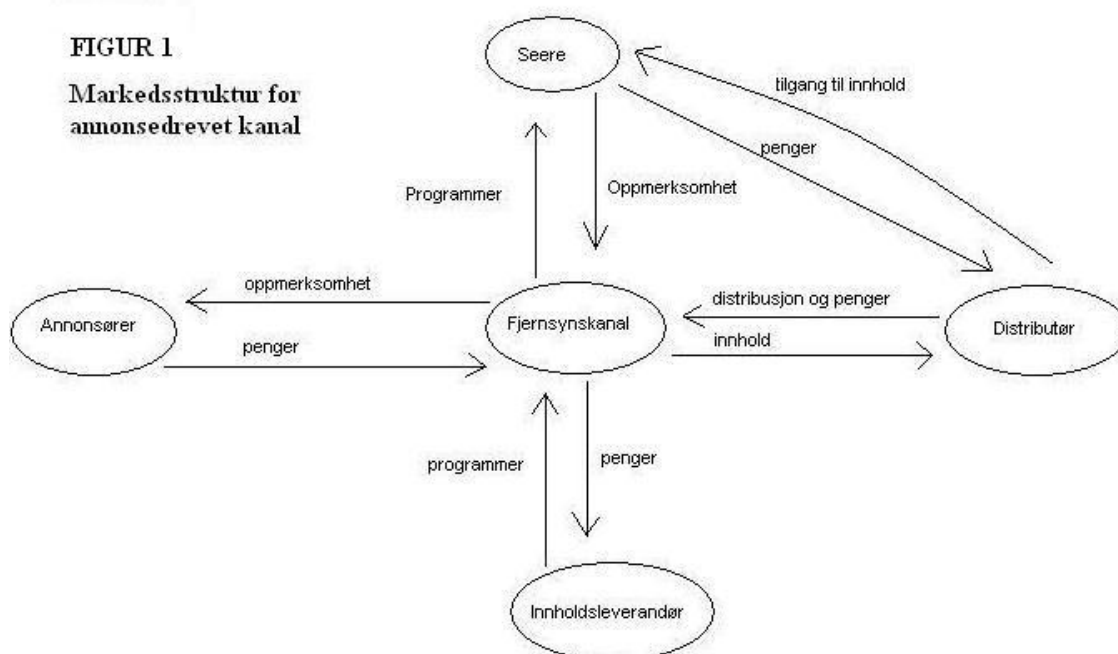 FIGUR 1
Markedsstruktur for
annonsedrevet kanal
Seere
tilgang til innhold
penger
Programmer
Oppmerksomhet
oppmerksomhet
distribusjon og penger
Annonsører
Fjernsynskanal
Distributør
penger
innhold
programmer
penger
Innholdsleverandør